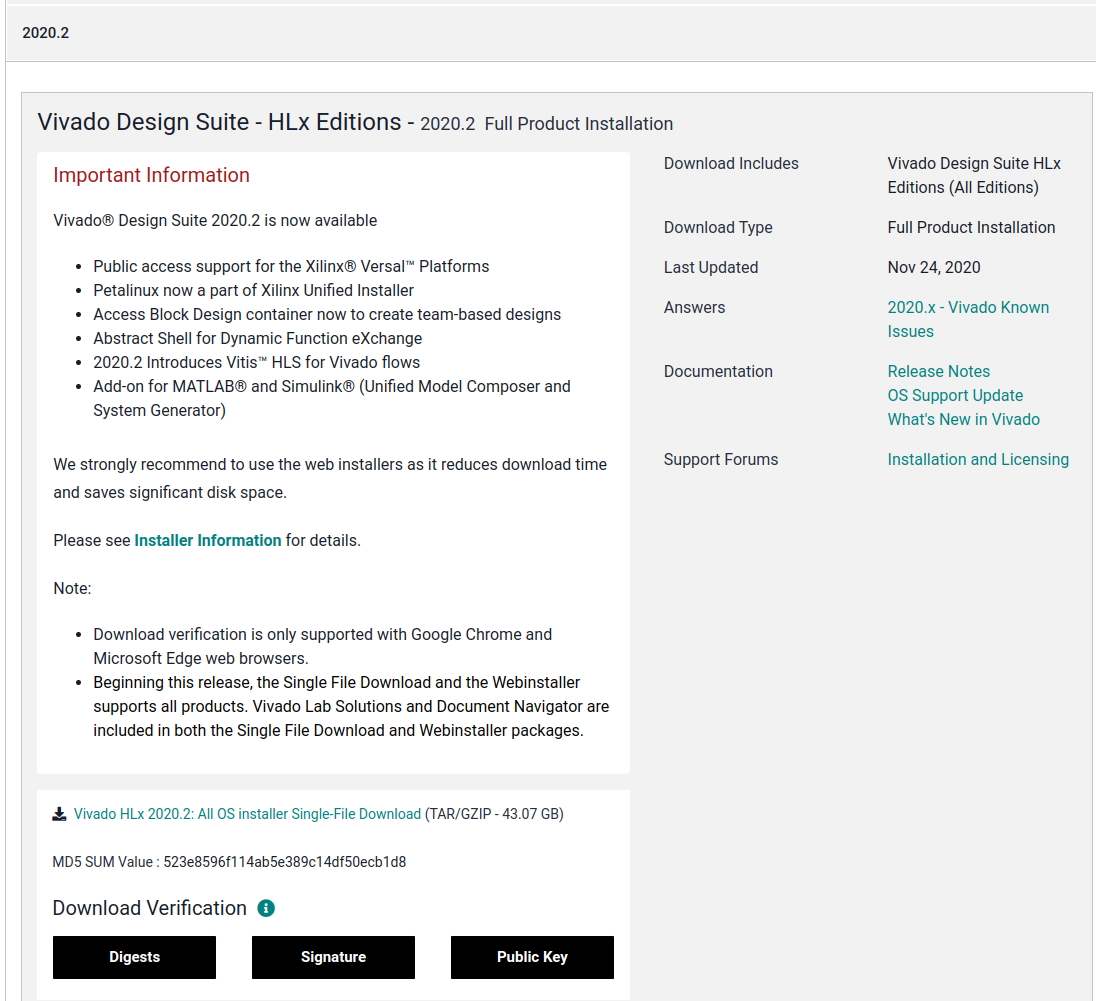 2020.2
Vivado Design Suite - HLx Editions - 2020.2 Full Product Installation
Important Information
Vivado® Design Suite 2020.2 is now available
• Public access support for the Xilinx® Versal™ Platforms
• Petalinux now a part of Xilinx Unified Installer
• Access Block Design container now to create team-based designs
• Abstract Shell for Dynamic Function eXchange
• 2020.2 Introduces Vitis™ HLS for Vivado flows
• Add-on for MATLAB® and Simulink® (Unified Model Composer and
System Generator)
We strongly recommend to use the web installers as it reduces download time
and saves significant disk space.
Please see Installer Information for details.
Note:
• Download verification is only supported with Google Chrome and
Microsoft Edge web browsers.
• Beginning this release, the Single File Download and the Webinstaller
supports all products. Vivado Lab Solutions and Document Navigator are
included in both the Single File Download and Webinstaller packages.
Vivado HLx 2020.2: All OS installer Single-File Download (TAR/GZIP - 43.07 GB)
MD5 SUM Value : 523e8596f114ab5e389c14df50ecb1d8
Download Verification
Digests
Signature
Public Key
Download Includes
Vivado Design Suite HLx
Editions (All Editions)
Download Type
Full Product Installation
Last Updated
Nov 24, 2020
Answers
2020.x - Vivado Known
Issues
Documentation
Release Notes
OS Support Update
What's New in Vivado
Support Forums
Installation and Licensing